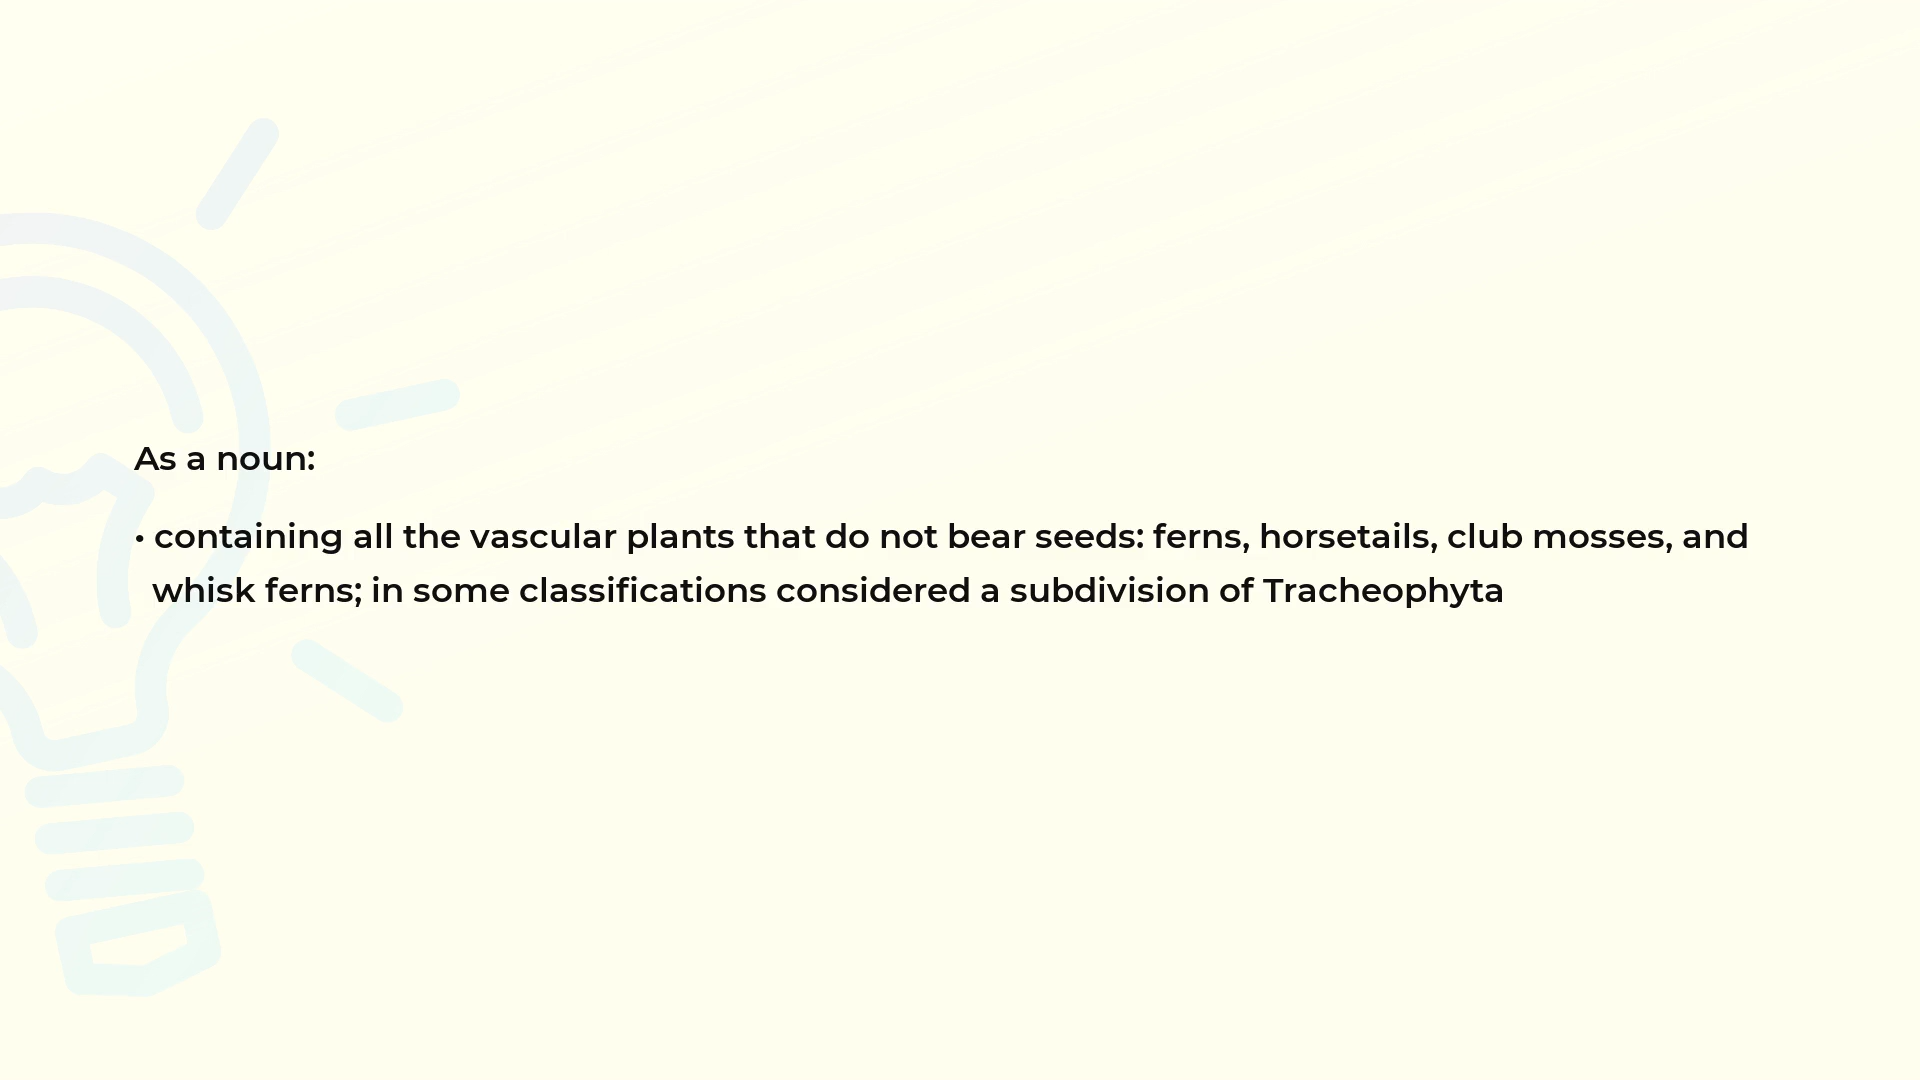 As a noun:
• containing all the vascular plants that do not bear seeds: ferns, horsetails, club mosses, and
whisk ferns; in some classifications considered a subdivision of Tracheophyta